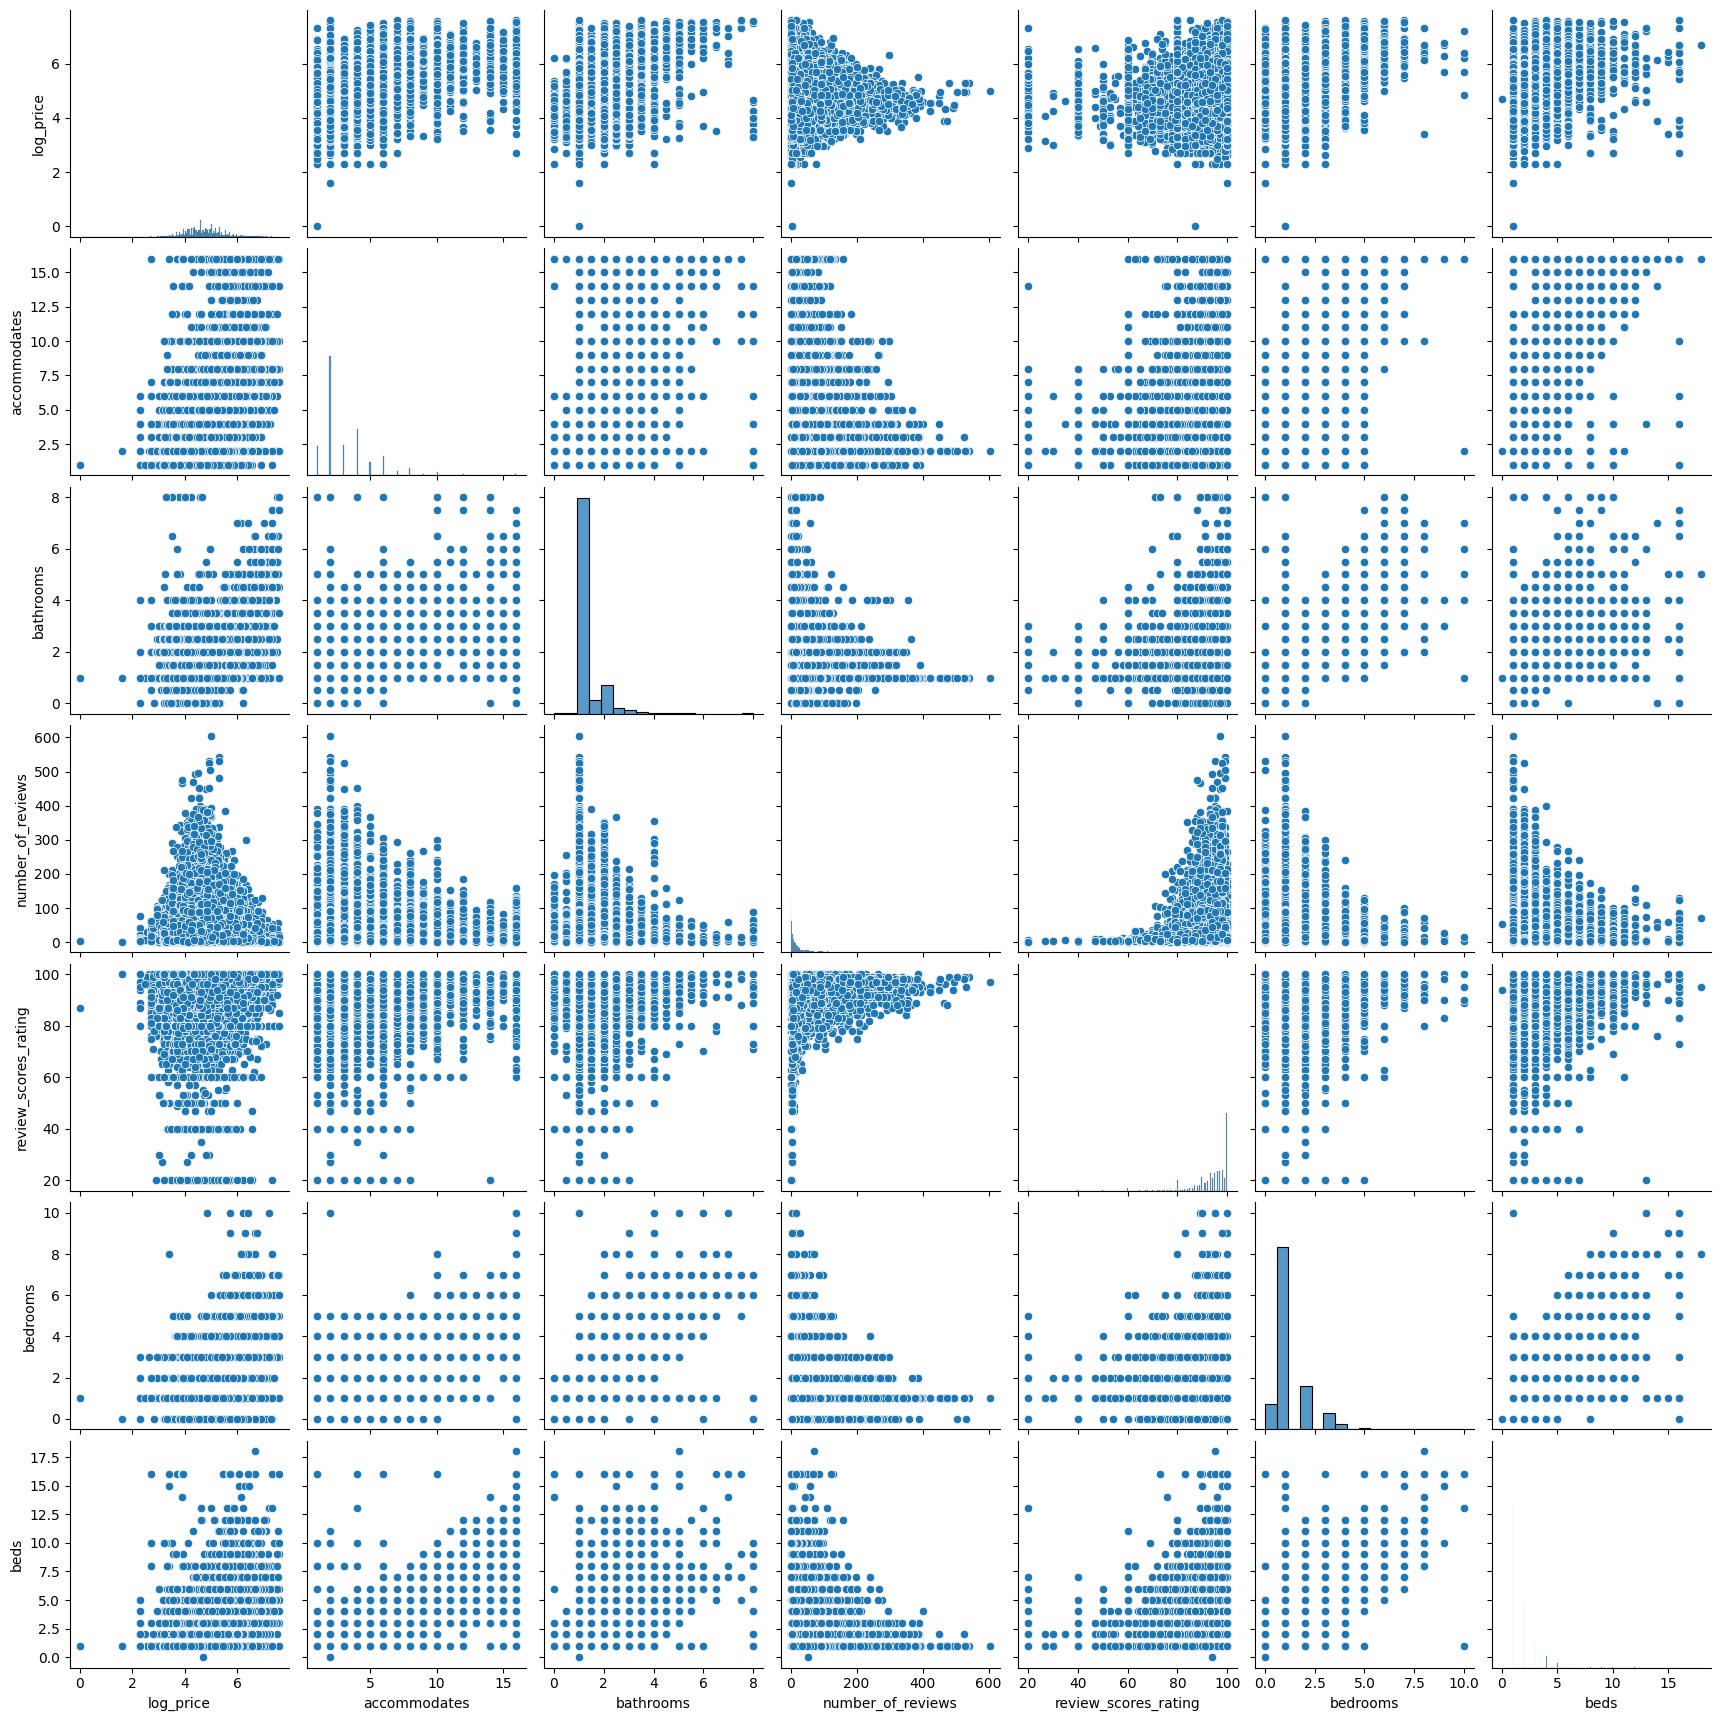 6
4
2
0
log_price
15.0
12.5
10.0
7.5
5.0
2.5
accommodates
8
6
4
2
0
bathrooms
600
500
400
300
200
100
0
number_of_reviews
100
80
60
40
20
review_scores_rating
10
8
6
4
2
0
bedrooms
17.5
15.0
12.5
10.0
7.5
5.0
2.5
0.0
beds
0 2 4 6
log_price
0 5 10 15
accommodates
0 2 4 6 8
bathrooms
0 200 400 600
number_of_reviews
20 40 60 80 100
review_scores_rating
0.0 2.5 5.0 7.5 10.0
bedrooms
0 5 10 15
beds